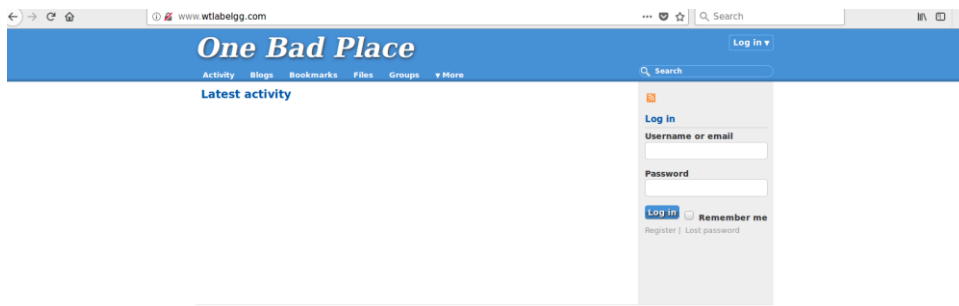 www.wtlabelgg.com
Search
One Bad Place
Log in ▾
Activity Blogs Bookmarks Files Groups ▾ More
Search
Latest activity
Log in
Username or email
Password
Log in Remember me
Register | Lost password